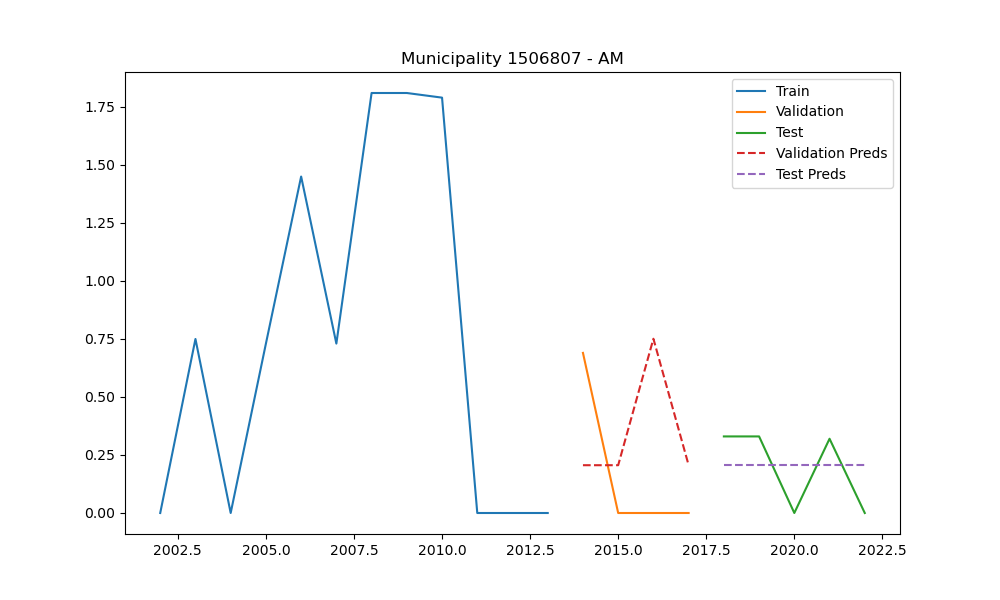 Municipality 1506807 - AM
Train
Validation
Test
Validation Preds
Test Preds
1.75
1.50
1.25
1.00
0.75
0.50
0.25
0.00
2002.5 2005.0 2007.5 2010.0 2012.5 2015.0 2017.5 2020.0 2022.5